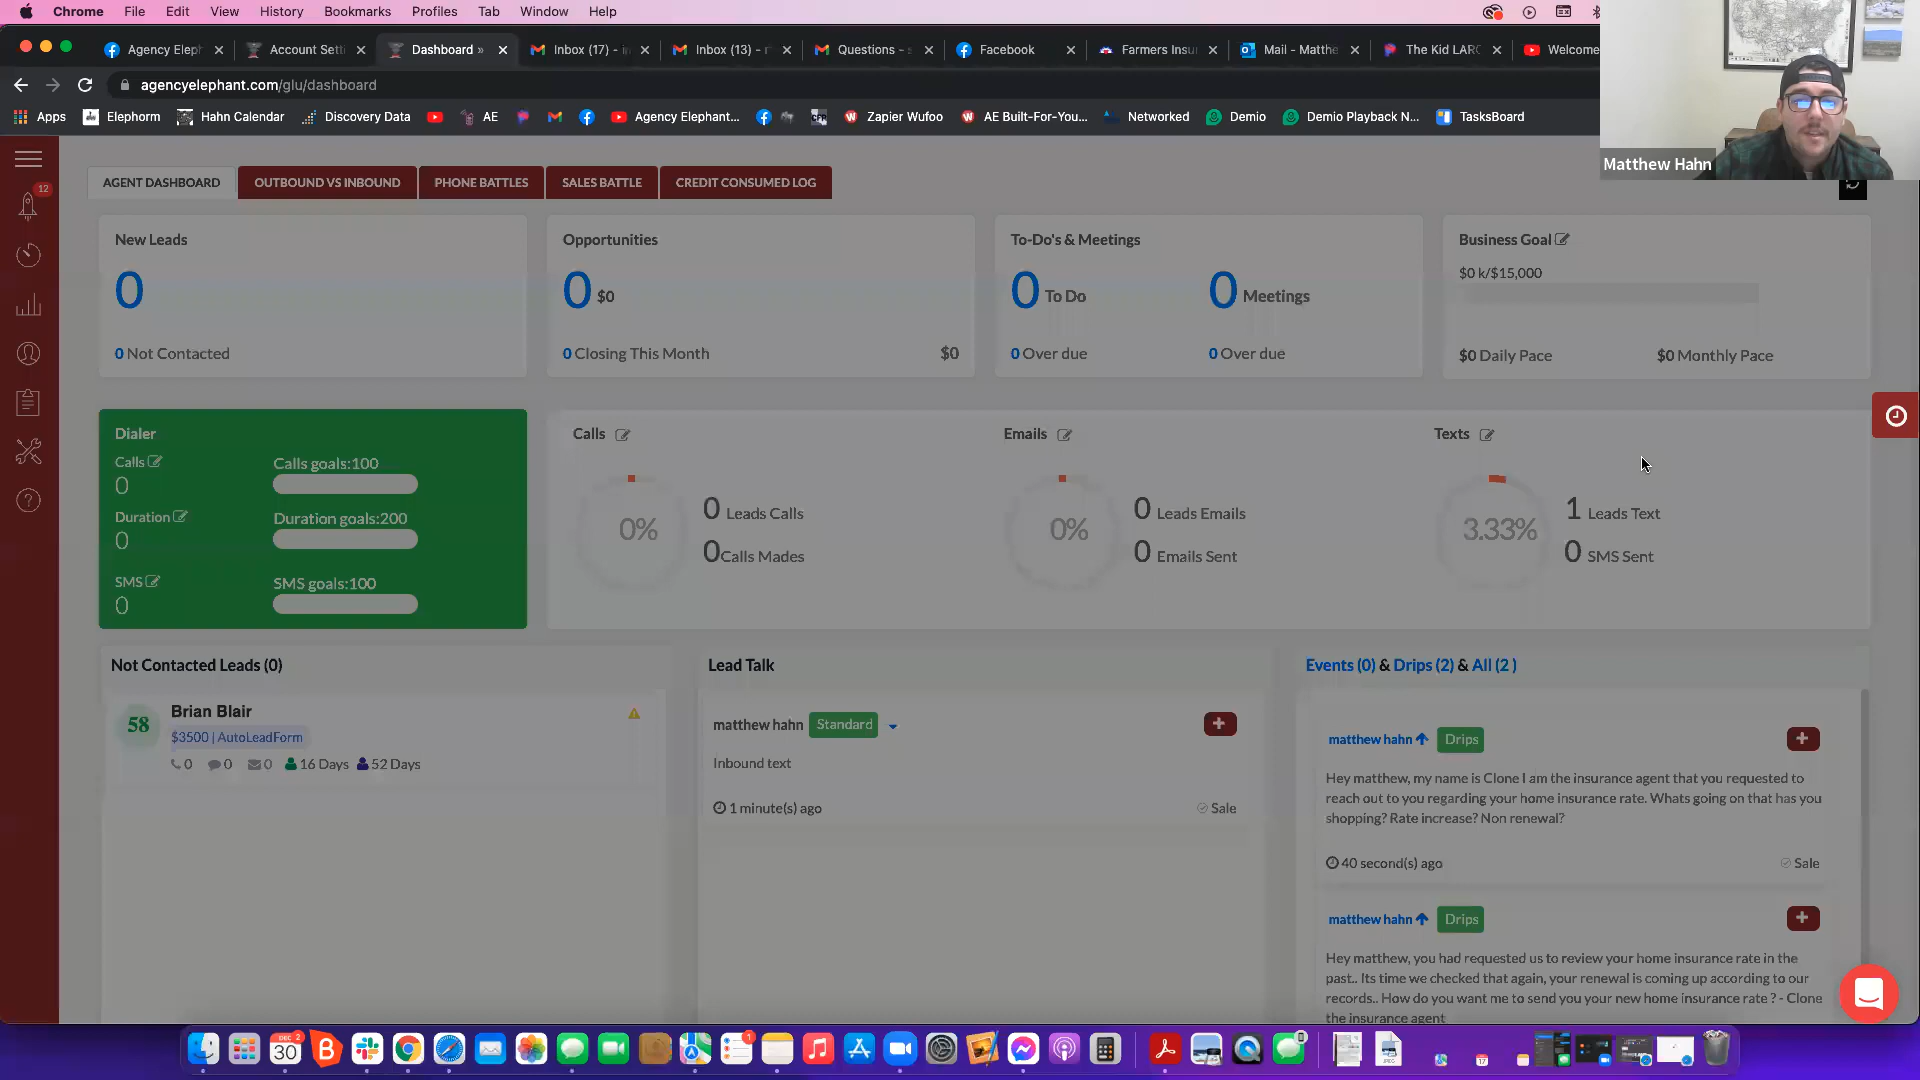 Chrome File Edit View History Bookmarks Profiles Tab Window Help
Agency Elep Account Setti Dashboard » Inbox (17) - i Inbox (13) - Questions - Facebook Farmers Insu Mail - Matthe The Kid LARO Welcome
agencyelephant.com/glu/dashboard
Apps Elephorm Hahn Calendar Discovery Data AE Agency Elephant... Zapier Wufoo AE Built-For-You... Networked Demio Demio Playback N... TasksBoard
Matthew Hahn
12
AGENT DASHBOARD OUTBOUND VS INBOUND PHONE BATTLES SALES BATTLE CREDIT CONSUMED LOG
New Leads
0
0 Not Contacted
Opportunities
0 $0
0 Closing This Month $0
To-Do's & Meetings
0 To Do 0 Meetings
0 Over due 0 Over due
Business Goal
$0 k/$15,000
$0 Daily Pace $0 Monthly Pace
Dialer
Calls Calls goals:100
0
Duration Duration goals:200
0
SMS SMS goals:100
0
Calls
0%
0 Leads Calls
0Calls Mades
Emails
0%
0 Leads Emails
0 Emails Sent
Texts
3.33%
1 Leads Text
0 SMS Sent
Not Contacted Leads (0)
58 Brian Blair
$3500 | AutoLeadForm
0 0 0 16 Days 52 Days
Lead Talk
matthew hahn Standard
Inbound text
1 minute(s) ago Sale
Events (0) & Drips (2) & All (2 )
matthew hahn Drips
Hey matthew, my name is Clone I am the insurance agent that you requested to
reach out to you regarding your home insurance rate. Whats going on that has you
shopping? Rate increase? Non renewal?
40 second(s) ago Sale
matthew hahn Drips
Hey matthew, you had requested us to review your home insurance rate in the
past.. Its time we checked that again, your renewal is coming up according to our
records.. How do you want me to send you your new home insurance rate ? - Clone
the insurance agent
DEC 2
30
1